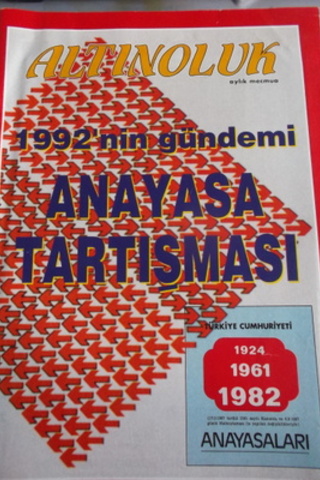 ALTINOLUK
aylık mecmua
1992'nin gündemi
ANAYASA
TARTIŞMASI
TÜRKİYE CUMHURİYETİ
1924
1961
1982
ANAYASALARI